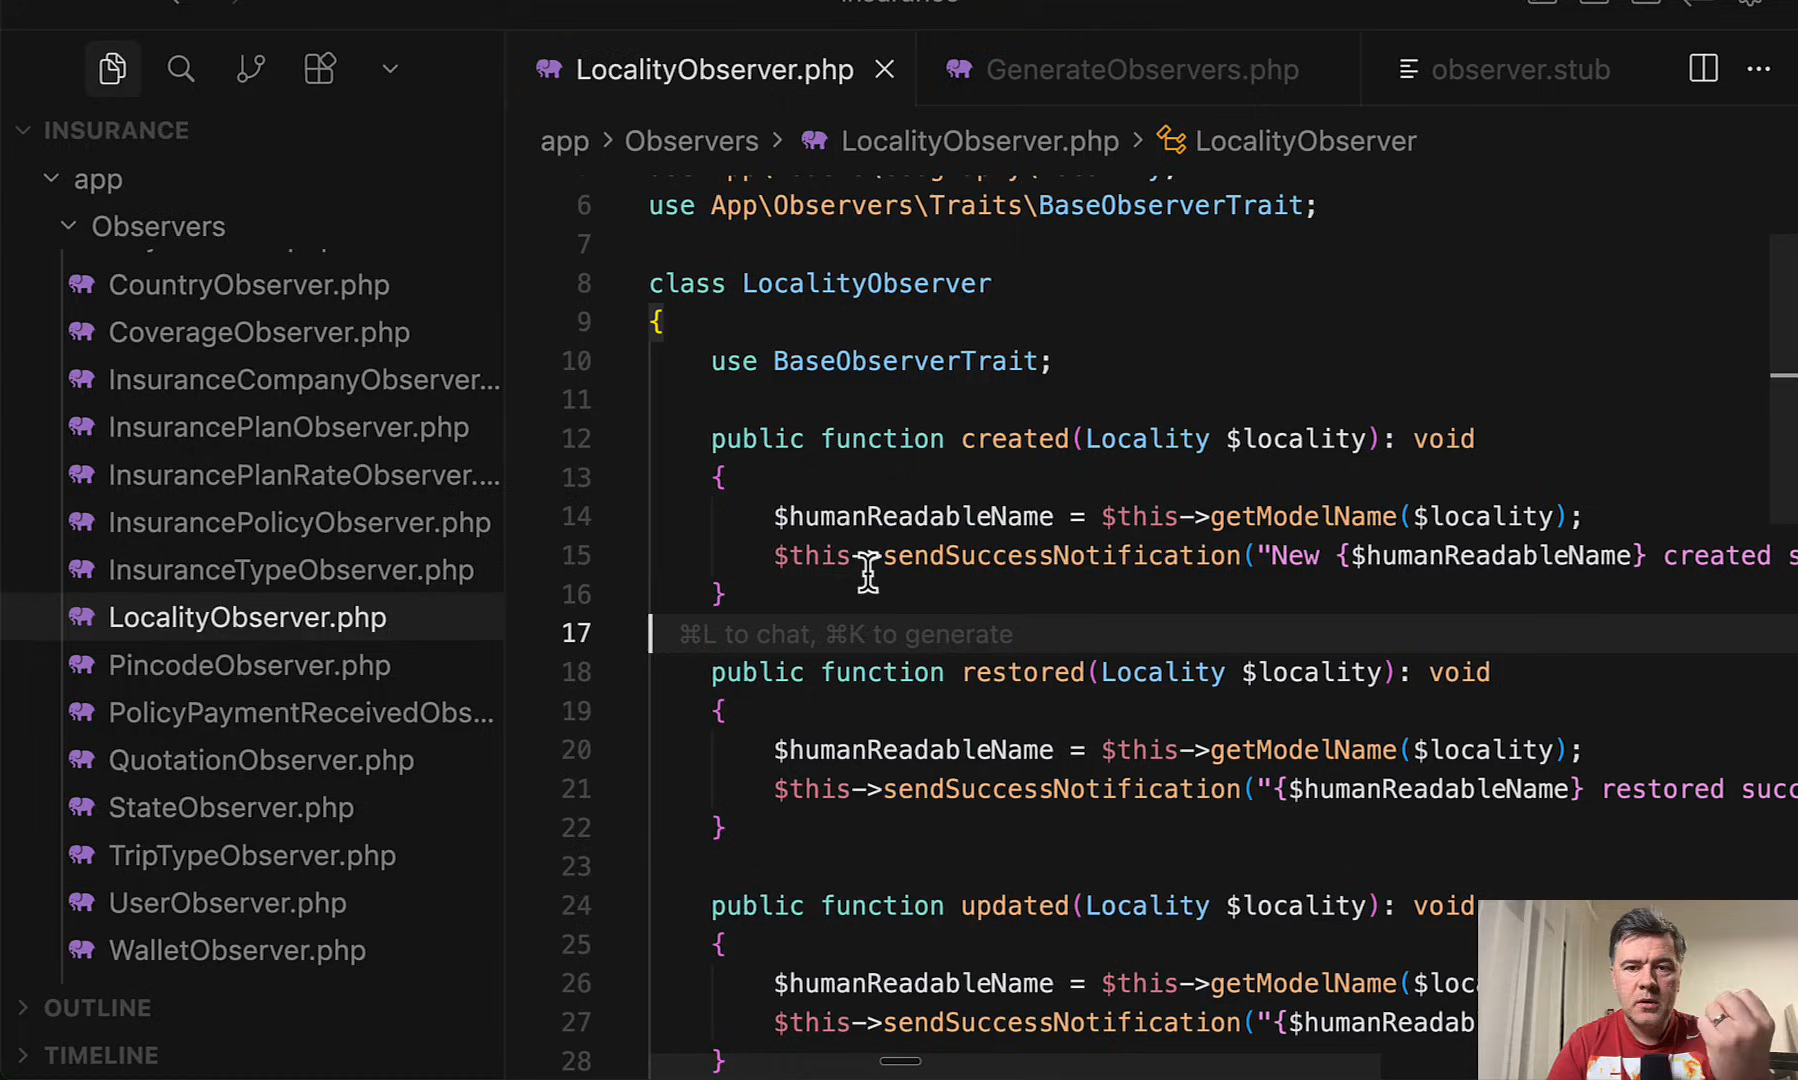 LocalityObserver.php
GenerateObservers.php
observer.stub
INSURANCE
app
Observers
CountryObserver.php
CoverageObserver.php
InsuranceCompanyObserver...
InsurancePlanObserver.php
InsurancePlanRateObserver....
InsurancePolicyObserver.php
InsuranceTypeObserver.php
LocalityObserver.php
PincodeObserver.php
PolicyPaymentReceivedObs...
QuotationObserver.php
StateObserver.php
TripTypeObserver.php
UserObserver.php
WalletObserver.php
OUTLINE
TIMELINE
app > Observers > LocalityObserver.php > LocalityObserver
6 use App\Observers\Traits\BaseObserverTrait;
7
8 class LocalityObserver
9 {
10 use BaseObserverTrait;
11
12 public function created(Locality $locality): void
13 {
14 $humanReadableName = $this->getModelName($locality);
15 $this->sendSuccessNotification("New {$humanReadableName} created s
16 }
17 ⌘L to chat, ⌘K to generate
18 public function restored(Locality $locality): void
19 {
20 $humanReadableName = $this->getModelName($locality);
21 $this->sendSuccessNotification("{$humanReadableName} restored succ
22 }
23
24 public function updated(Locality $locality): void
25 {
26 $humanReadableName = $this->getModelName($loc
27 $this->sendSuccessNotification("{$humanReadab
28 }